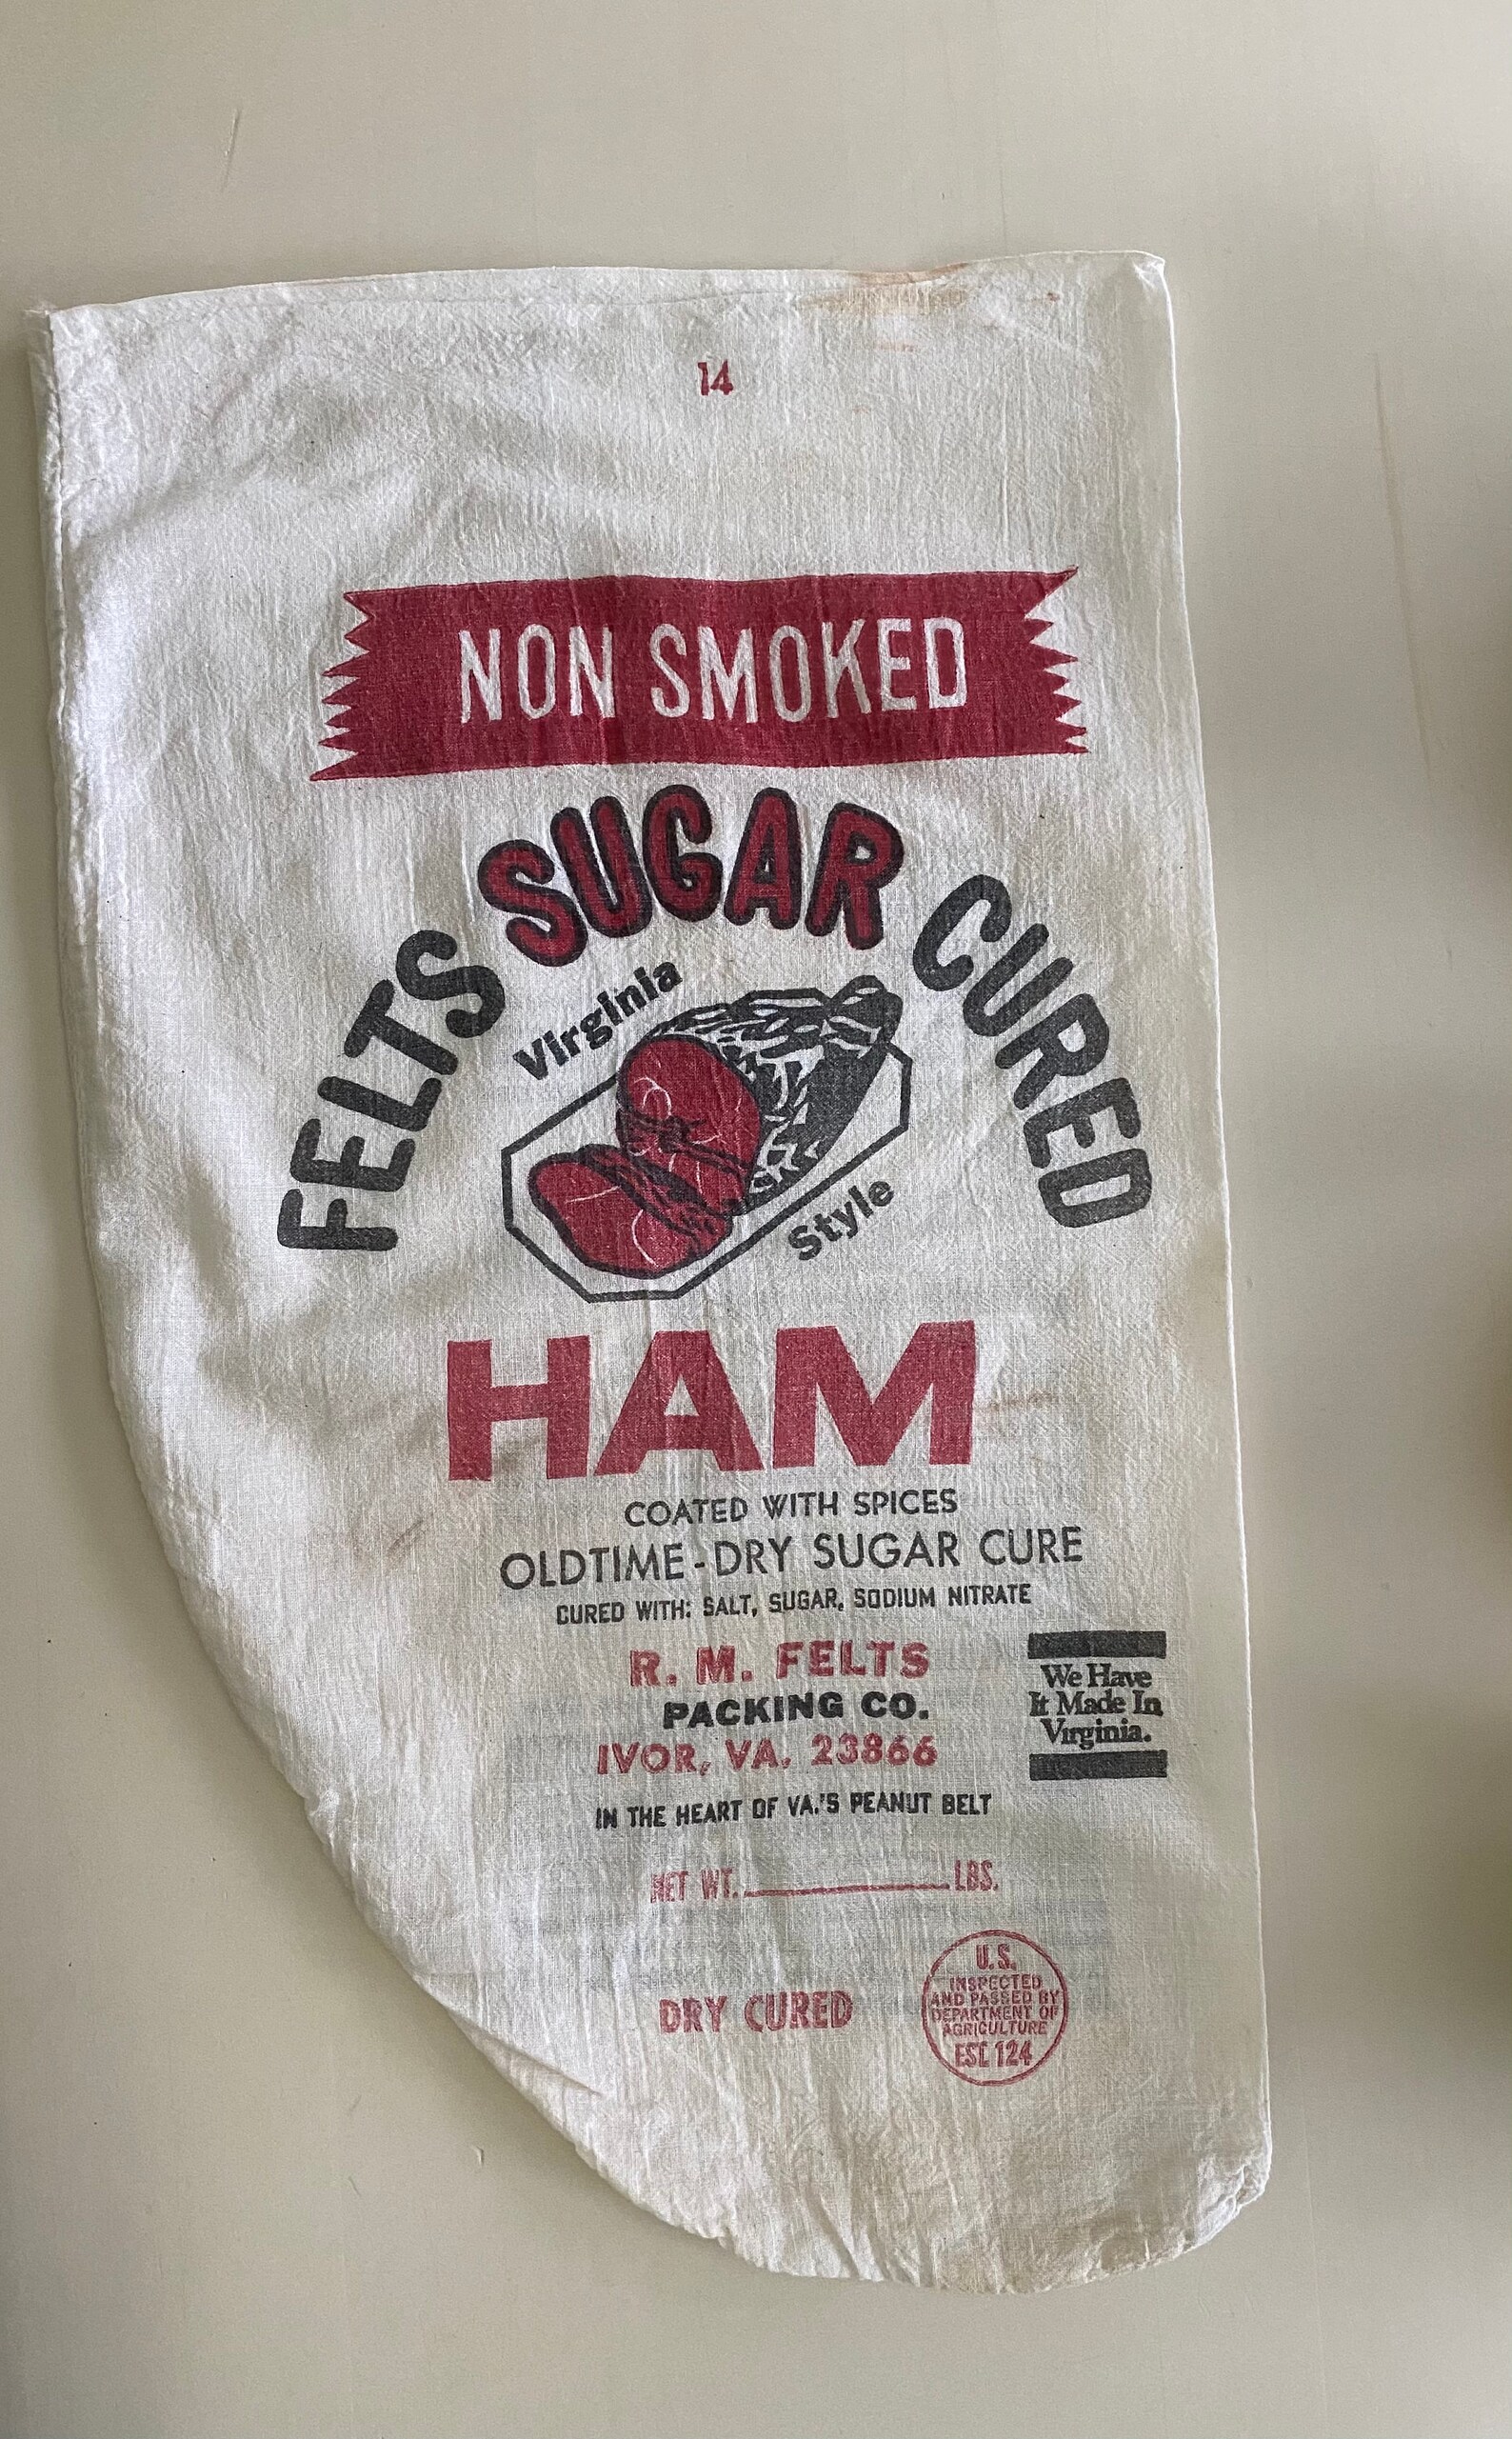 14
NON SMOKED
FELTS SUGAR CURED
Virginia
Style
HAM
COATED WITH SPICES
OLDTIME-DRY SUGAR CURE
CURED WITH: SALT, SUGAR, SODIUM NITRATE
R. M. FELTS
PACKING CO.
IVOR, VA. 23866
IN THE HEART OF VA.'S PEANUT BELT
We Have
It Made In
Virginia.
NET WT. LBS.
DRY CURED
U.S.
INSPECTED
AND PASSED BY
DEPARTMENT OF
AGRICULTURE
EST 124